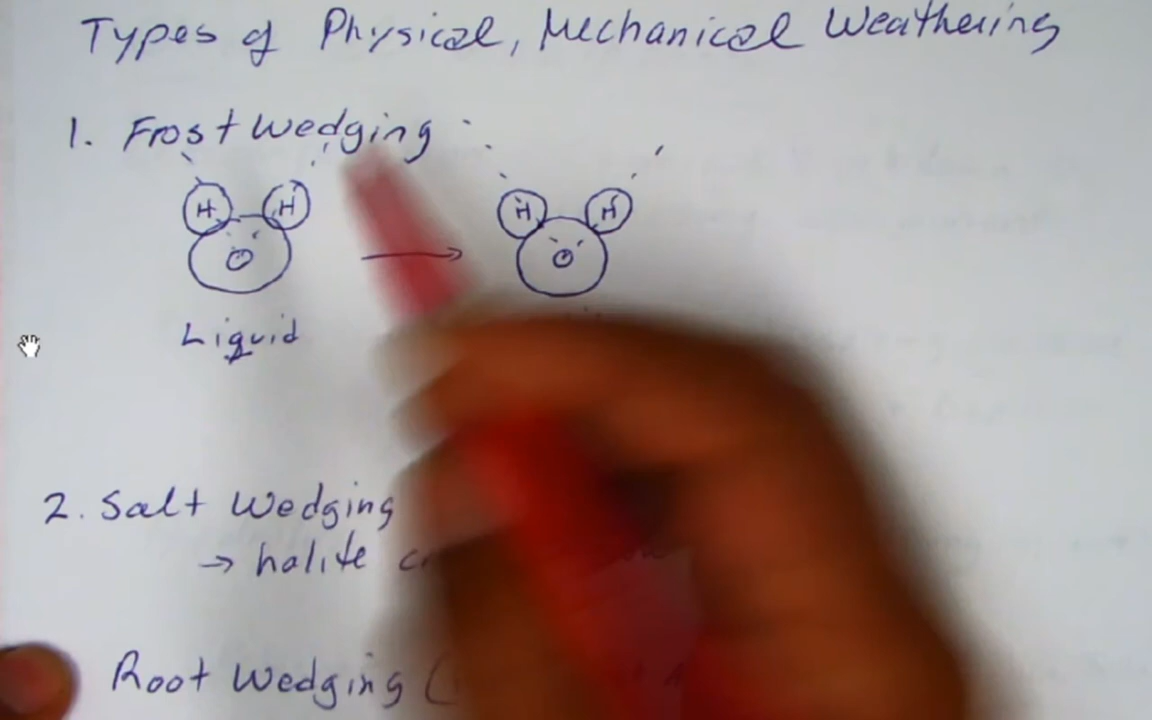 Types of Physical, Mechanical Weathering
1. Frost Wedging
H H H H
O O
Liquid
2. Salt Wedging
→ halite
Root Wedging (